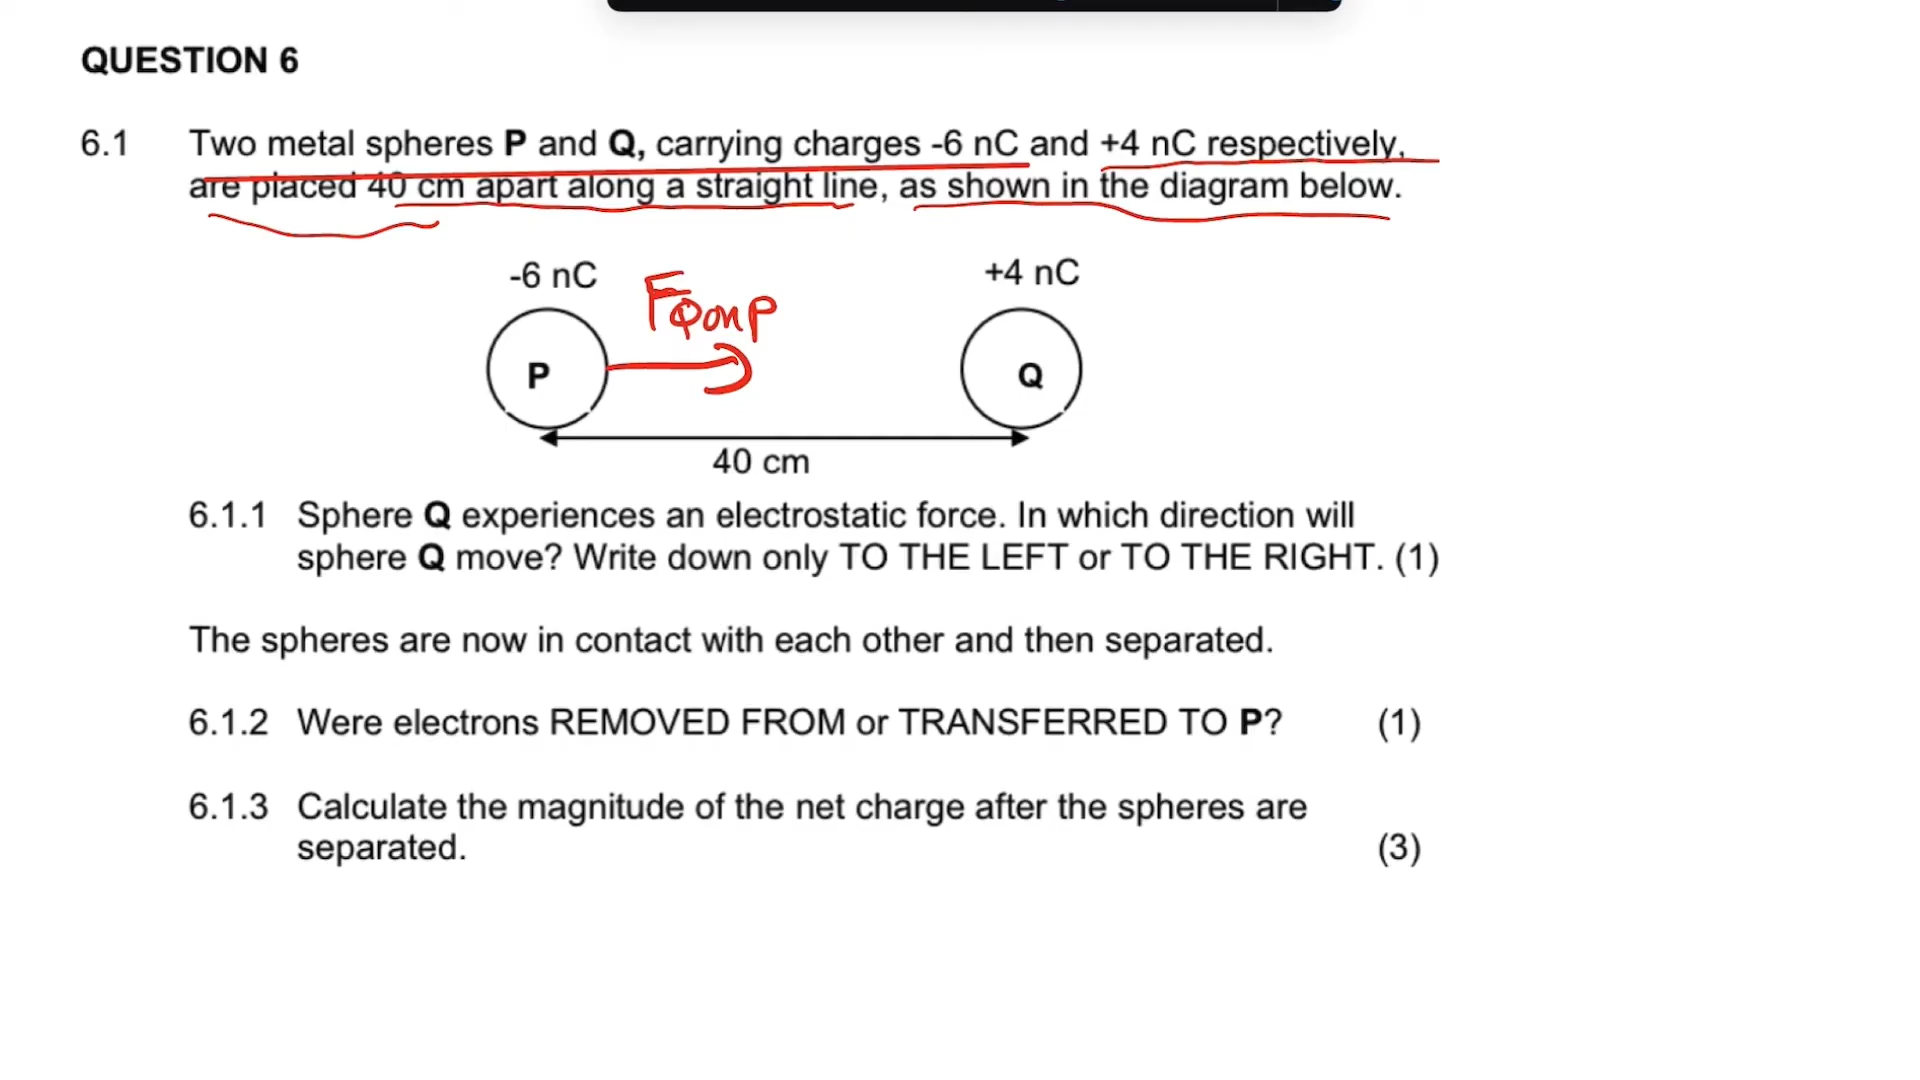 QUESTION 6
6.1 Two metal spheres P and Q, carrying charges -6 nC and +4 nC respectively,
are placed 40 cm apart along a straight line, as shown in the diagram below.
-6 nC +4 nC
FQonP
P Q
40 cm
6.1.1 Sphere Q experiences an electrostatic force. In which direction will
sphere Q move? Write down only TO THE LEFT or TO THE RIGHT. (1)
The spheres are now in contact with each other and then separated.
6.1.2 Were electrons REMOVED FROM or TRANSFERRED TO P? (1)
6.1.3 Calculate the magnitude of the net charge after the spheres are
separated. (3)